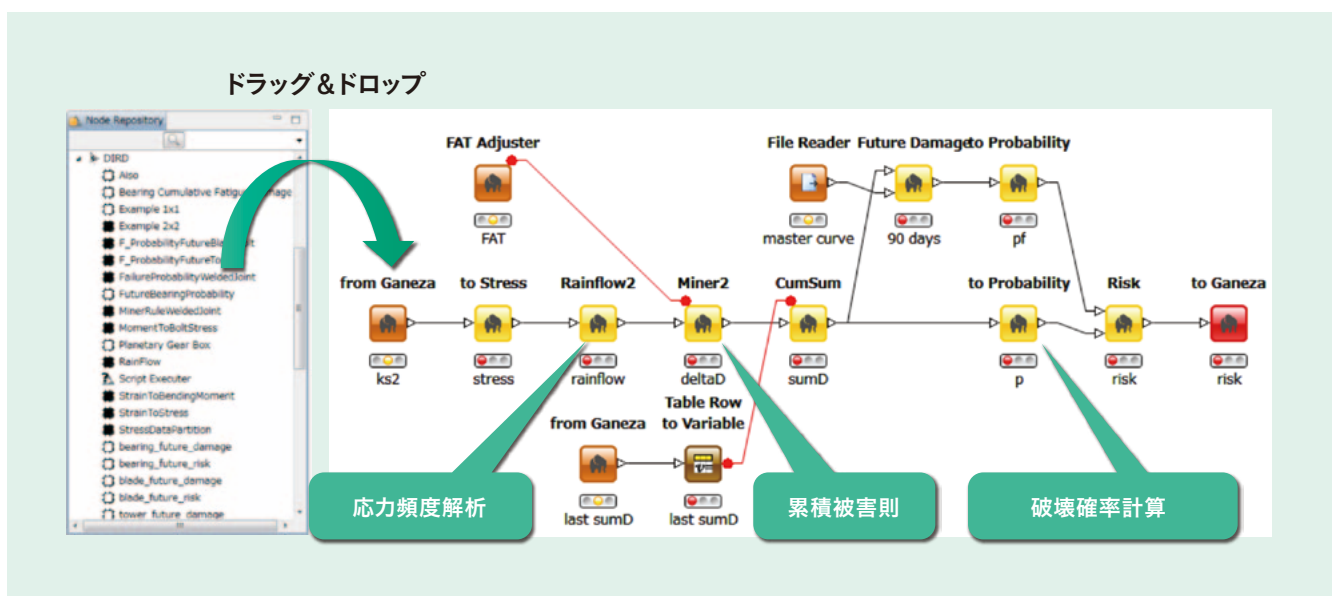 ドラッグ&ドロップ
Node Repository
DIRD
Also
Bearing Cumulative Fatigue Damage
Example 1x1
Example 2x2
F_ProbabilityFutureBla
F_ProbabilityFutureTo
FailureProbabilityWeldedJoint
FutureBearingProbability
MinerRuleWeldedJoint
MomentToBoltStress
Planetary Gear Box
RainFlow
Script Executer
StrainToBendingMoment
StrainToStress
StressDataPartition
bearing_future_damage
bearing_future_risk
blade_future_damage
blade_future_risk
tower_future_damage
FAT Adjuster
FAT
File Reader
master curve
Future Damage
90 days
to Probability
pf
from Ganeza
ks2
to Stress
stress
Rainflow2
rainflow
Miner2
deltaD
CumSum
sumD
to Probability
p
Risk
risk
to Ganeza
risk
from Ganeza
last sumD
Table Row
to Variable
last sumD
応力頻度解析
累積被害則
破壊確率計算